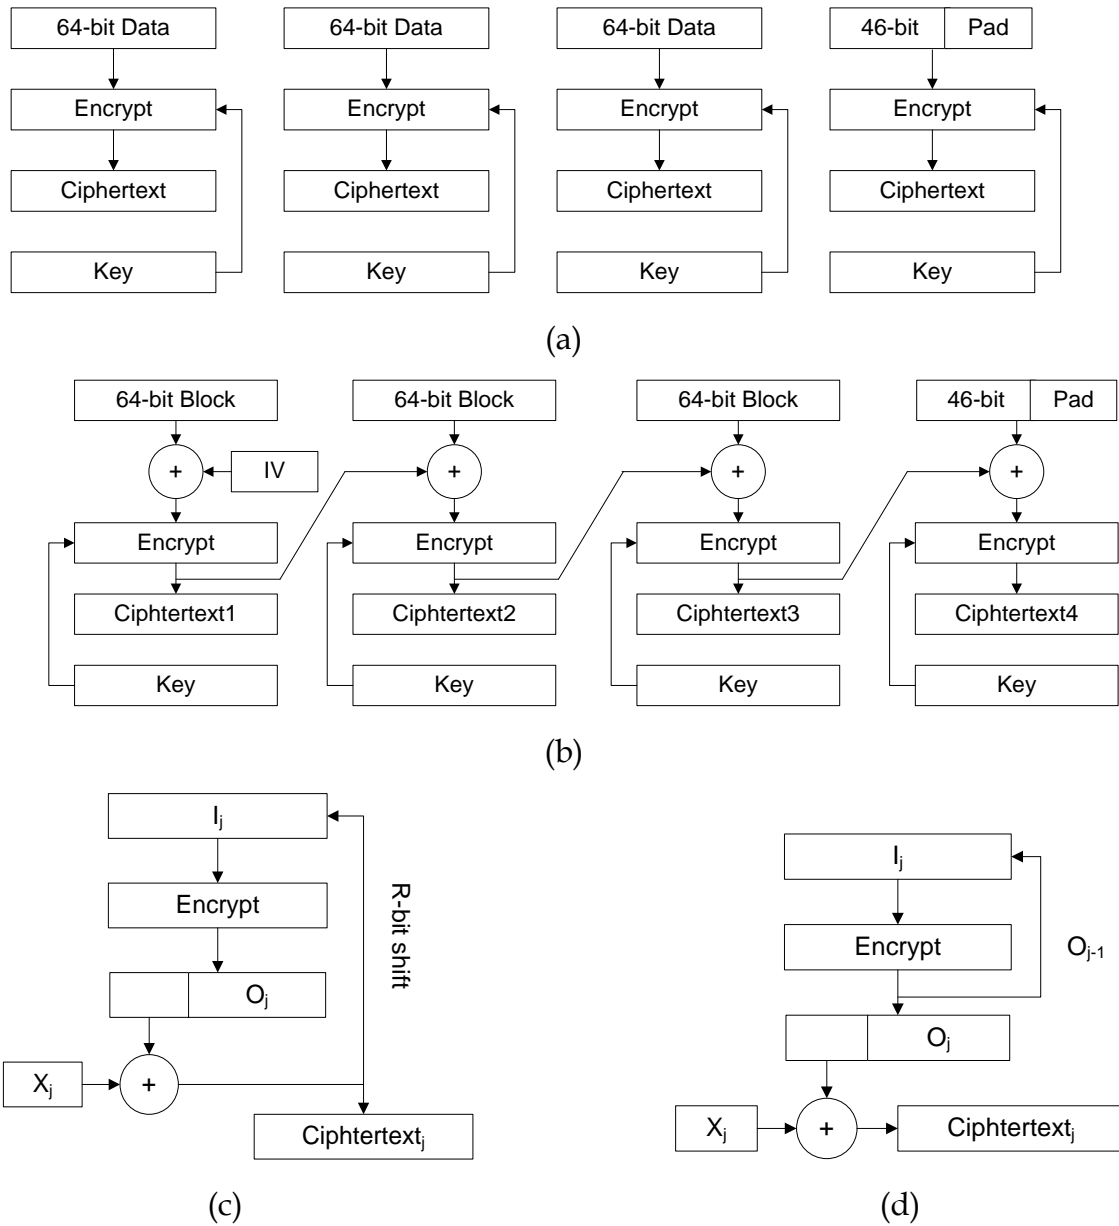 64-bit Data 64-bit Data 64-bit Data 46-bit Pad
Encrypt Encrypt Encrypt Encrypt
Ciphertext Ciphertext Ciphertext Ciphertext
Key Key Key Key
(a)
64-bit Block 64-bit Block 64-bit Block 46-bit Pad
+ IV + + +
Encrypt Encrypt Encrypt Encrypt
Ciphtertext1 Ciphtertext2 Ciphtertext3 Ciphtertext4
Key Key Key Key
(b)
Ij
Encrypt
R-bit shift
Oj
Xj +
Ciphtertextj
(c)
Ij
Encrypt
Oj-1
Oj
Xj + Ciphtertextj
(d)